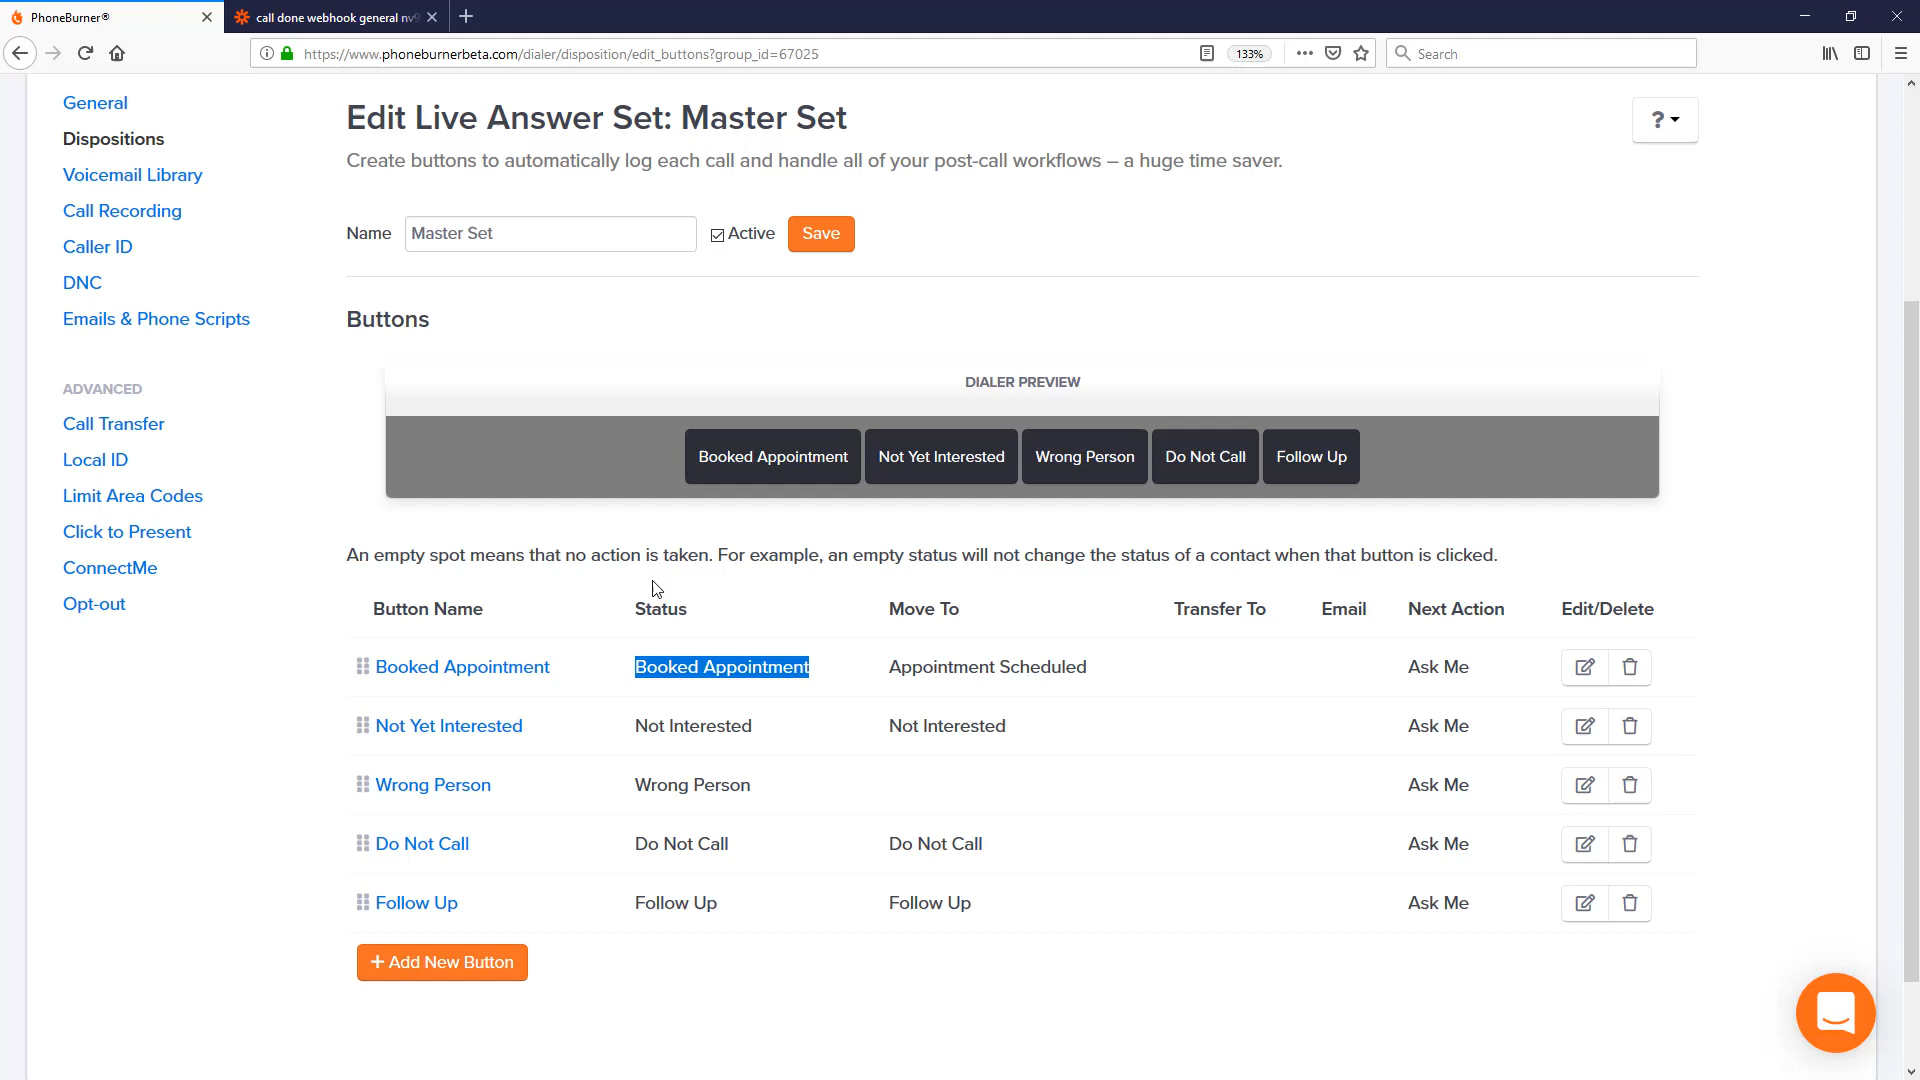 PhoneBurner®
call done webhook general nv9
https://www.phoneburnerbeta.com/dialer/disposition/edit_buttons?group_id=67025
133%
Search
General
Dispositions
Voicemail Library
Call Recording
Caller ID
DNC
Emails & Phone Scripts
ADVANCED
Call Transfer
Local ID
Limit Area Codes
Click to Present
ConnectMe
Opt-out
Edit Live Answer Set: Master Set
?
Create buttons to automatically log each call and handle all of your post-call workflows – a huge time saver.
Name Master Set Active Save
Buttons
DIALER PREVIEW
Booked Appointment Not Yet Interested Wrong Person Do Not Call Follow Up
An empty spot means that no action is taken. For example, an empty status will not change the status of a contact when that button is clicked.
Button Name Status Move To Transfer To Email Next Action Edit/Delete
Booked Appointment Booked Appointment Appointment Scheduled Ask Me
Not Yet Interested Not Interested Not Interested Ask Me
Wrong Person Wrong Person Ask Me
Do Not Call Do Not Call Do Not Call Ask Me
Follow Up Follow Up Follow Up Ask Me
+ Add New Button